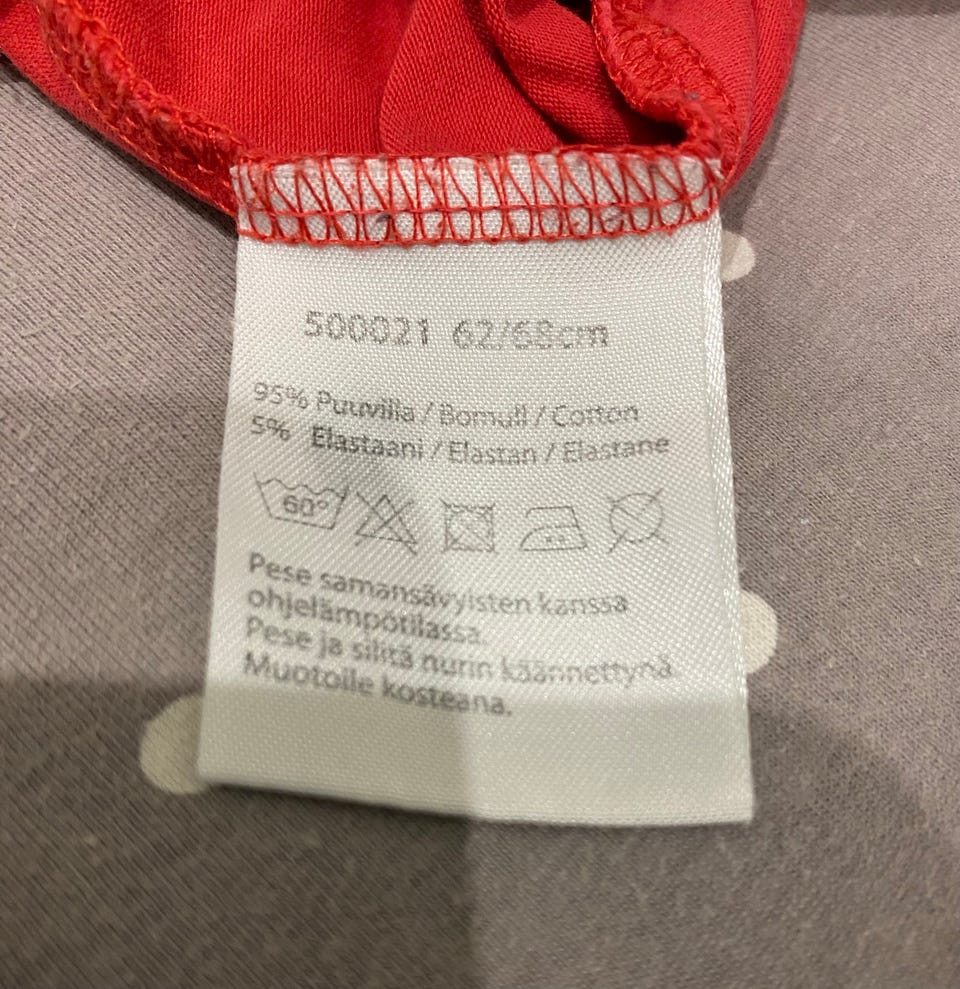 500021 62/68cm
95% Puuvilla / Bomull / Cotton
5% Elastaani / Elastan / Elastane
60°
Pese samansävyisten kanssa
ohjelämpötilassa.
Pese ja silitä nurin käännettynä.
Muotoile kosteana.